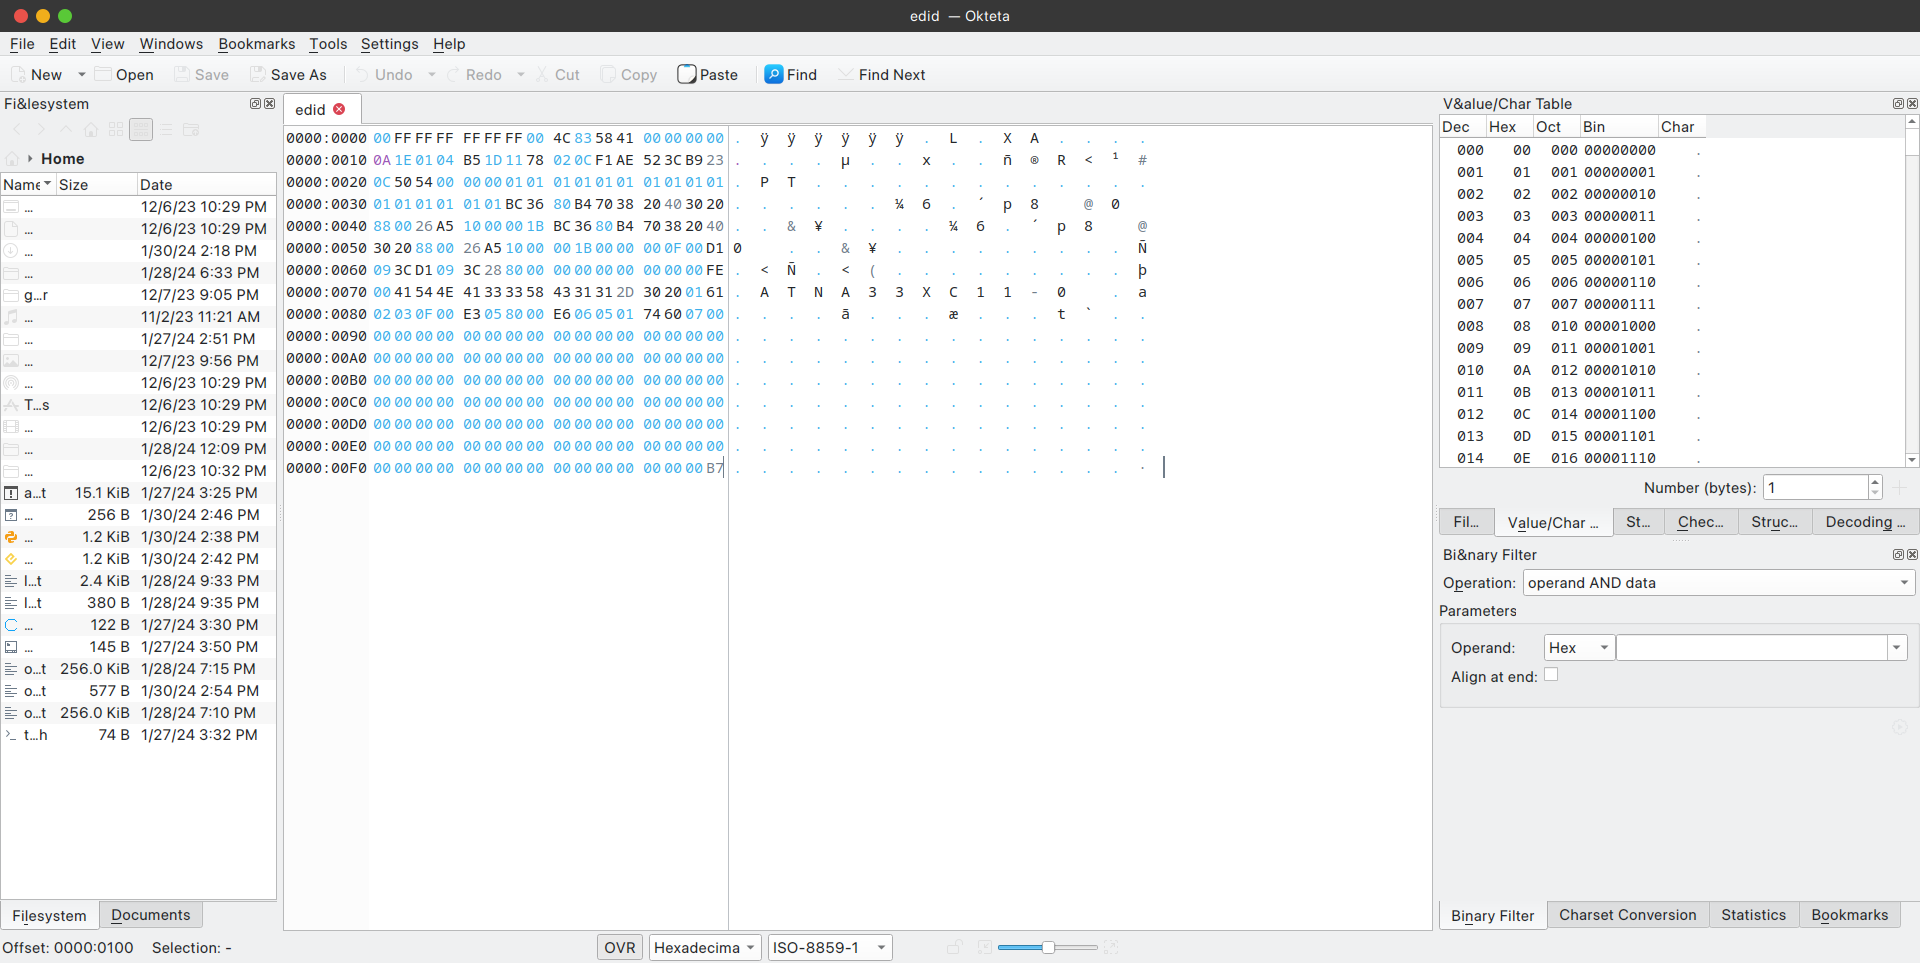 edid — Okteta
File Edit View Windows Bookmarks Tools Settings Help
New Open Save Save As Undo Redo Cut Copy Paste Find Find Next
Fi&lesystem
Home
Name Size Date
... 12/6/23 10:29 PM
... 12/6/23 10:29 PM
... 1/30/24 2:18 PM
... 1/28/24 6:33 PM
g...r 12/7/23 9:05 PM
... 11/2/23 11:21 AM
... 1/27/24 2:51 PM
... 12/7/23 9:56 PM
... 12/6/23 10:29 PM
T...s 12/6/23 10:29 PM
... 12/6/23 10:29 PM
... 1/28/24 12:09 PM
... 12/6/23 10:32 PM
a...t 15.1 KiB 1/27/24 3:25 PM
... 256 B 1/30/24 2:46 PM
... 1.2 KiB 1/30/24 2:38 PM
... 1.2 KiB 1/30/24 2:42 PM
l...t 2.4 KiB 1/28/24 9:33 PM
l...t 380 B 1/28/24 9:35 PM
... 122 B 1/27/24 3:30 PM
... 145 B 1/27/24 3:50 PM
o...t 256.0 KiB 1/28/24 7:15 PM
o...t 577 B 1/30/24 2:54 PM
o...t 256.0 KiB 1/28/24 7:10 PM
t...h 74 B 1/27/24 3:32 PM
Filesystem Documents
edid
0000:0000 00 FF FF FF FF FF FF 00 4C 83 58 41 00 00 00 00 . ÿ ÿ ÿ ÿ ÿ ÿ . L . X A . . . .
0000:0010 0A 1E 01 04 B5 1D 11 78 02 0C F1 AE 52 3C B9 23 . . . . µ . . x . . ñ ® R < ¹ #
0000:0020 0C 50 54 00 00 00 01 01 01 01 01 01 01 01 01 01 . P T . . . . . . . . . . . . .
0000:0030 01 01 01 01 01 01 BC 36 80 B4 70 38 20 40 30 20 . . . . . . ¼ 6 . ´ p 8 @ 0
0000:0040 88 00 26 A5 10 00 00 1B BC 36 80 B4 70 38 20 40 . . & ¥ . . . . ¼ 6 . ´ p 8 @
0000:0050 30 20 88 00 26 A5 10 00 00 1B 00 00 00 0F 00 D1 0 . . & ¥ . . . . . . . . . Ñ
0000:0060 09 3C D1 09 3C 28 80 00 00 00 00 00 00 00 00 FE . < Ñ . < ( . . . . . . . . . þ
0000:0070 00 41 54 4E 41 33 33 58 43 31 31 2D 30 20 01 61 . A T N A 3 3 X C 1 1 - 0 . a
0000:0080 02 03 0F 00 E3 05 80 00 E6 06 05 01 74 60 07 00 . . . . ã . . . æ . . . t ` . .
0000:0090 00 00 00 00 00 00 00 00 00 00 00 00 00 00 00 00 . . . . . . . . . . . . . . . .
0000:00A0 00 00 00 00 00 00 00 00 00 00 00 00 00 00 00 00 . . . . . . . . . . . . . . . .
0000:00B0 00 00 00 00 00 00 00 00 00 00 00 00 00 00 00 00 . . . . . . . . . . . . . . . .
0000:00C0 00 00 00 00 00 00 00 00 00 00 00 00 00 00 00 00 . . . . . . . . . . . . . . . .
0000:00D0 00 00 00 00 00 00 00 00 00 00 00 00 00 00 00 00 . . . . . . . . . . . . . . . .
0000:00E0 00 00 00 00 00 00 00 00 00 00 00 00 00 00 00 00 . . . . . . . . . . . . . . . .
0000:00F0 00 00 00 00 00 00 00 00 00 00 00 00 00 00 00 B7 . . . . . . . . . . . . . . . ·
V&alue/Char Table
Dec Hex Oct Bin Char
000 00 000 00000000 .
001 01 001 00000001 .
002 02 002 00000010 .
003 03 003 00000011 .
004 04 004 00000100 .
005 05 005 00000101 .
006 06 006 00000110 .
007 07 007 00000111 .
008 08 010 00001000 .
009 09 011 00001001 .
010 0A 012 00001010 .
011 0B 013 00001011 .
012 0C 014 00001100 .
013 0D 015 00001101 .
014 0E 016 00001110 .
Number (bytes): 1
Fil... Value/Char ... St... Chec... Struc... Decoding ...
Bi&nary Filter
Operation: operand AND data
Parameters
Operand: Hex
Align at end:
Binary Filter Charset Conversion Statistics Bookmarks
Offset: 0000:0100 Selection: - OVR Hexadecima ISO-8859-1